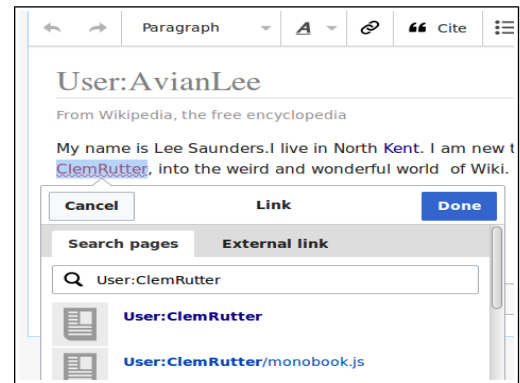 Paragraph A Cite
User:AvianLee
From Wikipedia, the free encyclopedia
My name is Lee Saunders.I live in North Kent. I am new
ClemRutter, into the weird and wonderful world of Wiki.
Cancel Link Done
Search pages External link
User:ClemRutter
User:ClemRutter
User:ClemRutter/monobook.js